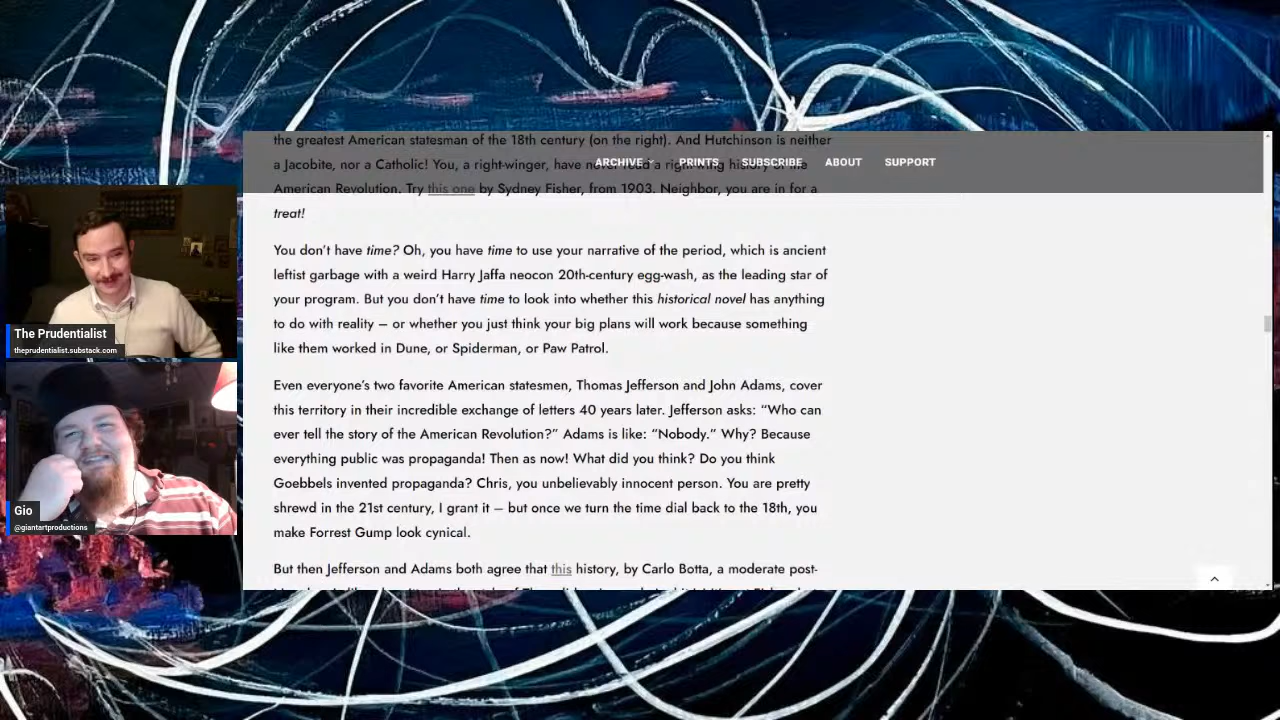 the greatest American statesman of the 18th century (on the right). And Hutchinson is neither
a Jacobite, nor a Catholic! You, a right-winger, have never read a right-wing history of the
ARCHIVE PRINTS SUBSCRIBE ABOUT SUPPORT
American Revolution. Try this one by Sydney Fisher, from 1903. Neighbor, you are in for a
treat!
You don't have time? Oh, you have time to use your narrative of the period, which is ancient
leftist garbage with a weird Harry Jaffa neocon 20th-century egg-wash, as the leading star of
your program. But you don't have time to look into whether this historical novel has anything
to do with reality – or whether you just think your big plans will work because something
like them worked in Dune, or Spiderman, or Paw Patrol.
Even everyone's two favorite American statesmen, Thomas Jefferson and John Adams, cover
this territory in their incredible exchange of letters 40 years later. Jefferson asks: “Who can
ever tell the story of the American Revolution?” Adams is like: “Nobody.” Why? Because
everything public was propaganda! Then as now! What did you think? Do you think
Goebbels invented propaganda? Chris, you unbelievably innocent person. You are pretty
shrewd in the 21st century, I grant it – but once we turn the time dial back to the 18th, you
make Forrest Gump look cynical.
But then Jefferson and Adams both agree that this history, by Carlo Botta, a moderate post-
The Prudentialist
theprudentialist.substack.com
Gio
@giantartproductions